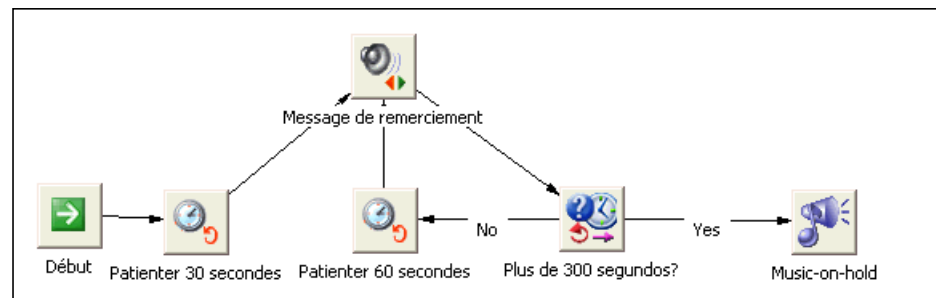 Message de remerciement
No
Yes
Début
Patienter 30 secondes
Patienter 60 secondes
Plus de 300 segundos?
Music-on-hold